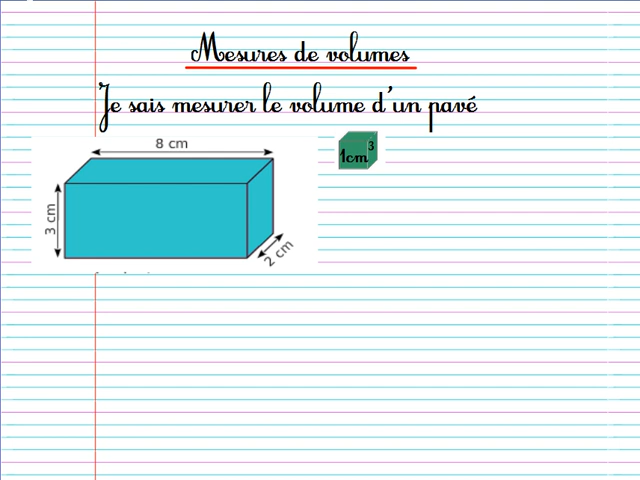 Mesures de volumes
Je sais mesurer le volume d'un pavé
8 cm
1cm³
3 cm
2 cm